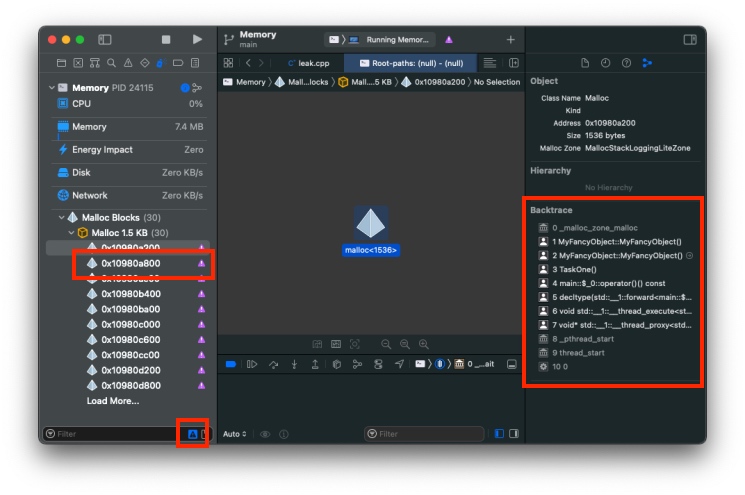 Memory
main
Running Memor...
leak.cpp
Root-paths: (null) - (null)
Memory PID 24115
CPU 0%
Memory 7.4 MB
Energy Impact Zero
Disk Zero KB/s
Network Zero KB/s
Malloc Blocks (30)
Malloc 1.5 KB (30)
0x10980a200
0x10980a800
0x10980b400
0x10980ba00
0x10980c000
0x10980c600
0x10980cc00
0x10980d200
0x10980d800
Load More...
Filter
Memory
Mall...locks
Mall....5 KB
0x10980a200
No Selection
malloc<1536>
0 _...ait
Auto
Filter
Object
Class Name Malloc
Kind
Address 0x10980a200
Size 1536 bytes
Malloc Zone MallocStackLoggingLiteZone
Hierarchy
No Hierarchy
Backtrace
0 _malloc_zone_malloc
1 MyFancyObject::MyFancyObject()
2 MyFancyObject::MyFancyObject()
3 TaskOne()
4 main::$_0::operator()() const
5 decltype(std::__1::forward<main::$...
6 void std::__1::__thread_execute<st...
7 void* std::__1::__thread_proxy<std...
8 _pthread_start
9 thread_start
10 0